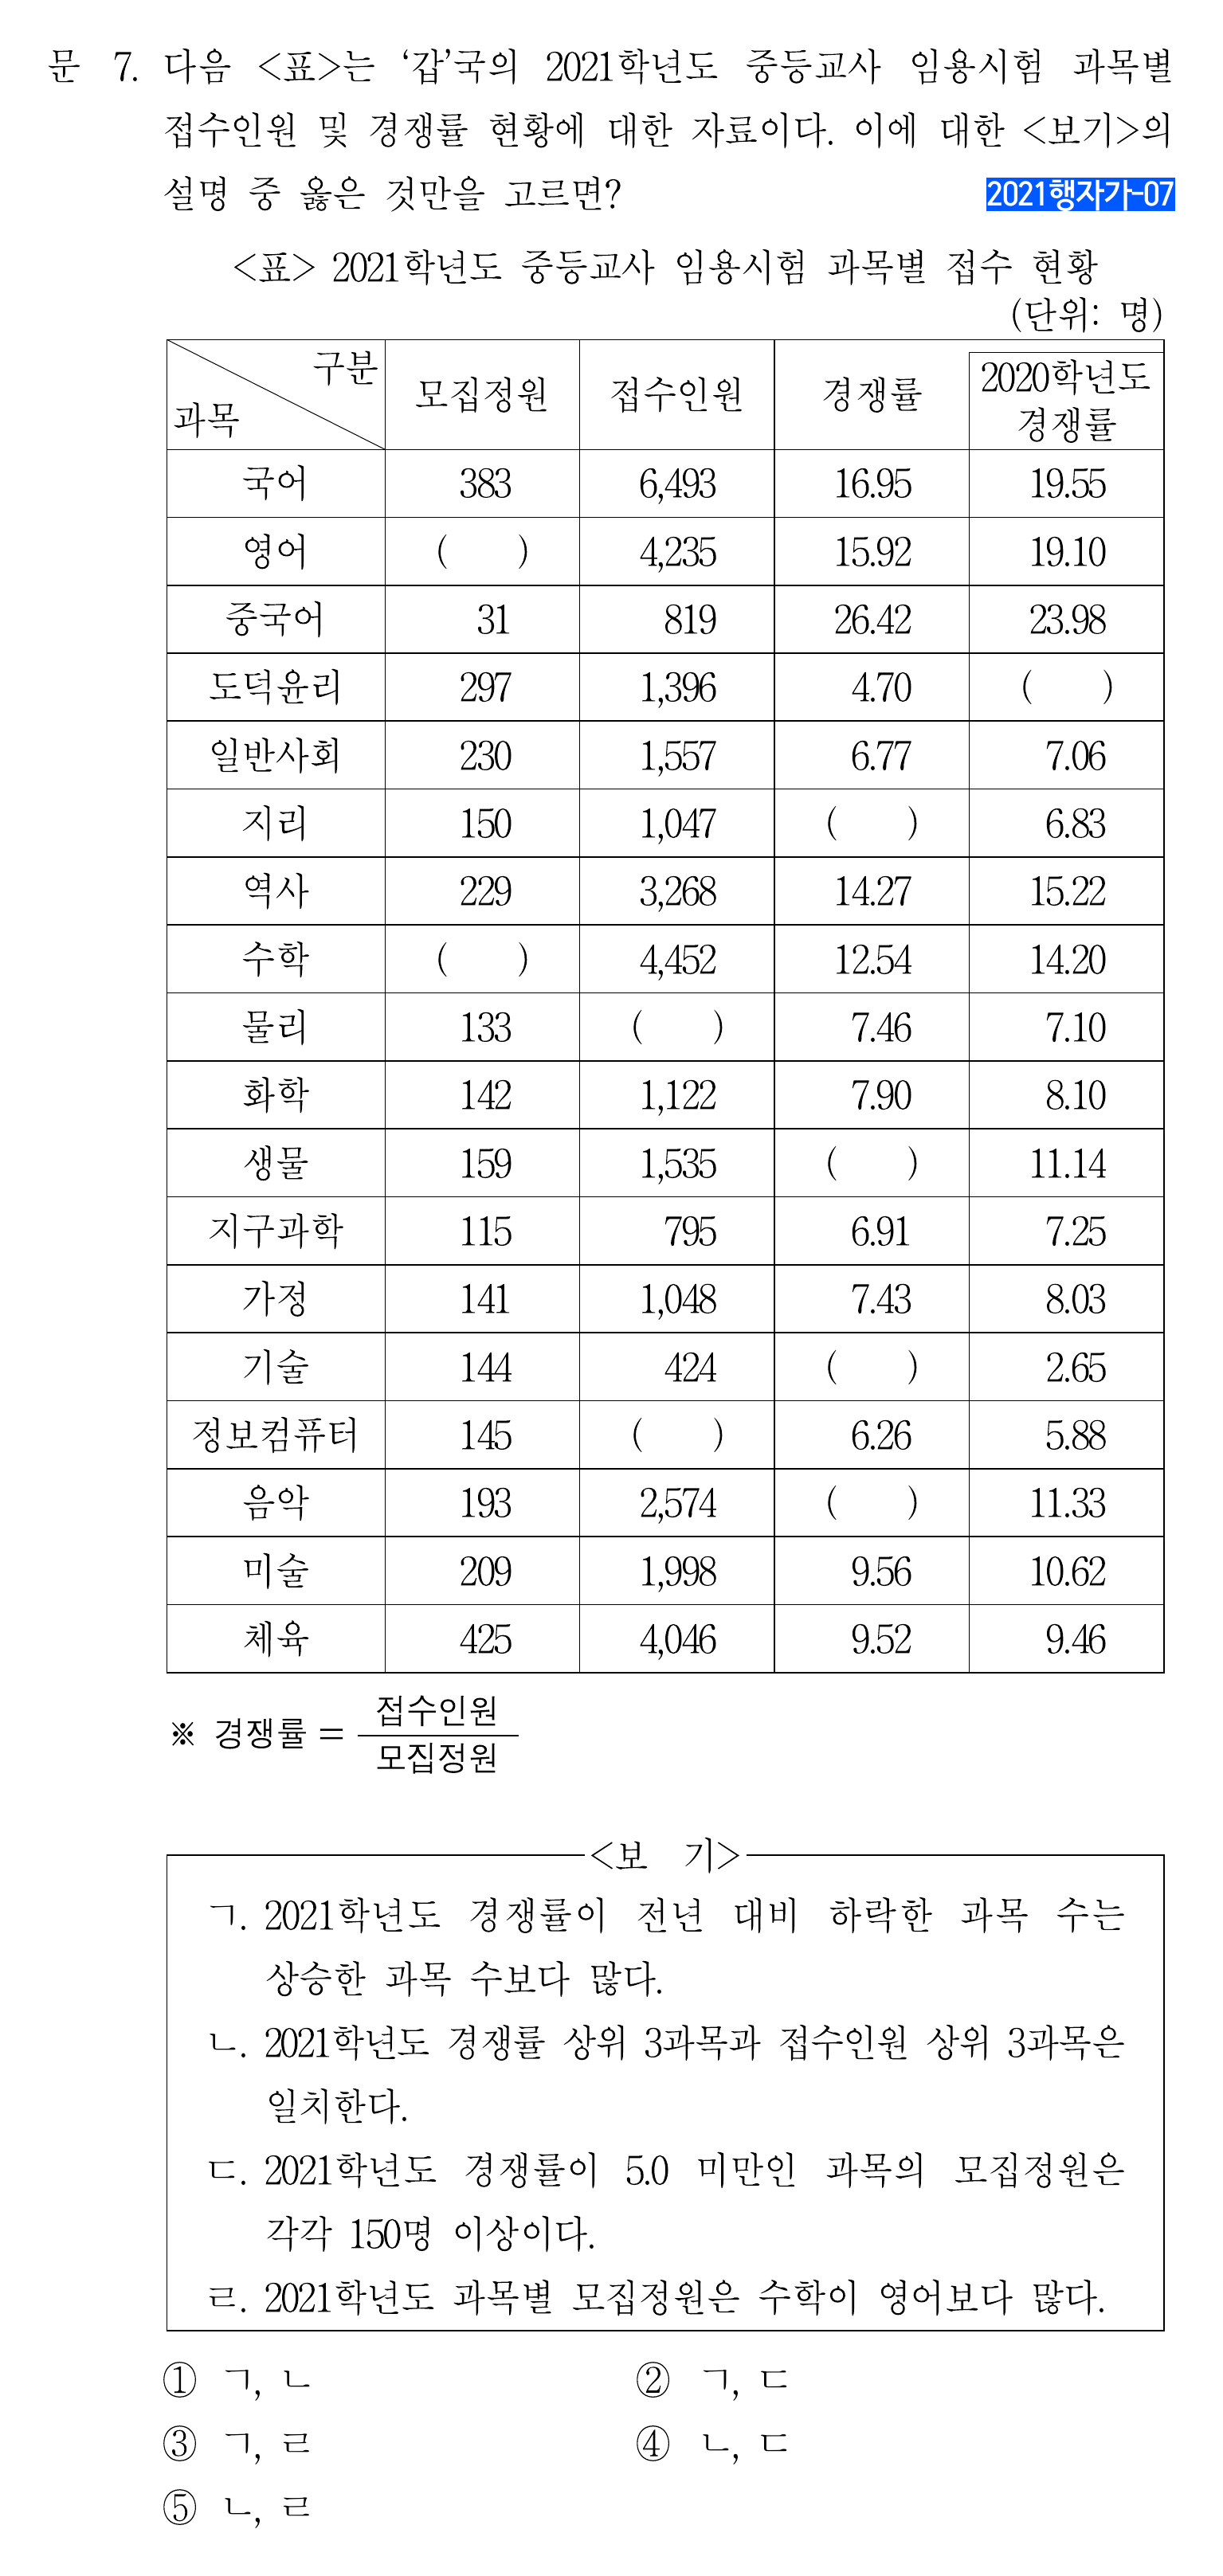 문 7. 다음 <표>는 ‘갑’국의 2021학년도 중등교사 임용시험 과목별
접수인원 및 경쟁률 현황에 대한 자료이다. 이에 대한 <보기>의
설명 중 옳은 것만을 고르면?
2021행자가-07
<표> 2021학년도 중등교사 임용시험 과목별 접수 현황
(단위: 명)
구분 과목 모집정원 접수인원 경쟁률 2020학년도 경쟁률
국어 383 6,493 16.95 19.55
영어 ( ) 4,235 15.92 19.10
중국어 31 819 26.42 23.98
도덕윤리 297 1,396 4.70 ( )
일반사회 230 1,557 6.77 7.06
지리 150 1,047 ( ) 6.83
역사 229 3,268 14.27 15.22
수학 ( ) 4,452 12.54 14.20
물리 133 ( ) 7.46 7.10
화학 142 1,122 7.90 8.10
생물 159 1,535 ( ) 11.14
지구과학 115 795 6.91 7.25
가정 141 1,048 7.43 8.03
기술 144 424 ( ) 2.65
정보컴퓨터 145 ( ) 6.26 5.88
음악 193 2,574 ( ) 11.33
미술 209 1,998 9.56 10.62
체육 425 4,046 9.52 9.46
※ 경쟁률 = 접수인원
모집정원
<보 기>
ㄱ. 2021학년도 경쟁률이 전년 대비 하락한 과목 수는
상승한 과목 수보다 많다.
ㄴ. 2021학년도 경쟁률 상위 3과목과 접수인원 상위 3과목은
일치한다.
ㄷ. 2021학년도 경쟁률이 5.0 미만인 과목의 모집정원은
각각 150명 이상이다.
ㄹ. 2021학년도 과목별 모집정원은 수학이 영어보다 많다.
① ㄱ, ㄴ ② ㄱ, ㄷ
③ ㄱ, ㄹ ④ ㄴ, ㄷ
⑤ ㄴ, ㄹ